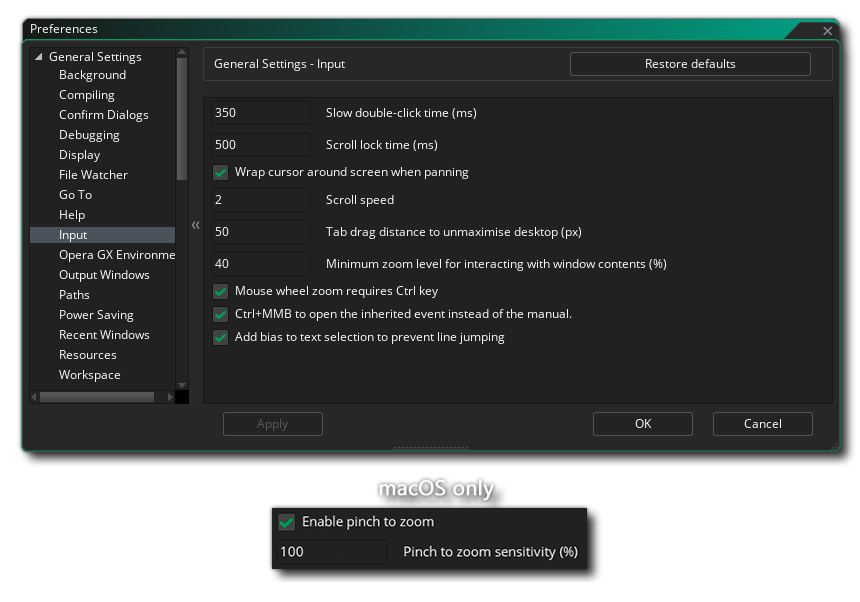 Preferences
General Settings
Background
Compiling
Confirm Dialogs
Debugging
Display
File Watcher
Go To
Help
Input
Opera GX Environme
Output Windows
Paths
Power Saving
Recent Windows
Resources
Workspace
General Settings - Input
Restore defaults
350 Slow double-click time (ms)
500 Scroll lock time (ms)
Wrap cursor around screen when panning
2 Scroll speed
50 Tab drag distance to unmaximise desktop (px)
40 Minimum zoom level for interacting with window contents (%)
Mouse wheel zoom requires Ctrl key
Ctrl+MMB to open the inherited event instead of the manual.
Add bias to text selection to prevent line jumping
Apply
OK
Cancel
macOS only
Enable pinch to zoom
100 Pinch to zoom sensitivity (%)